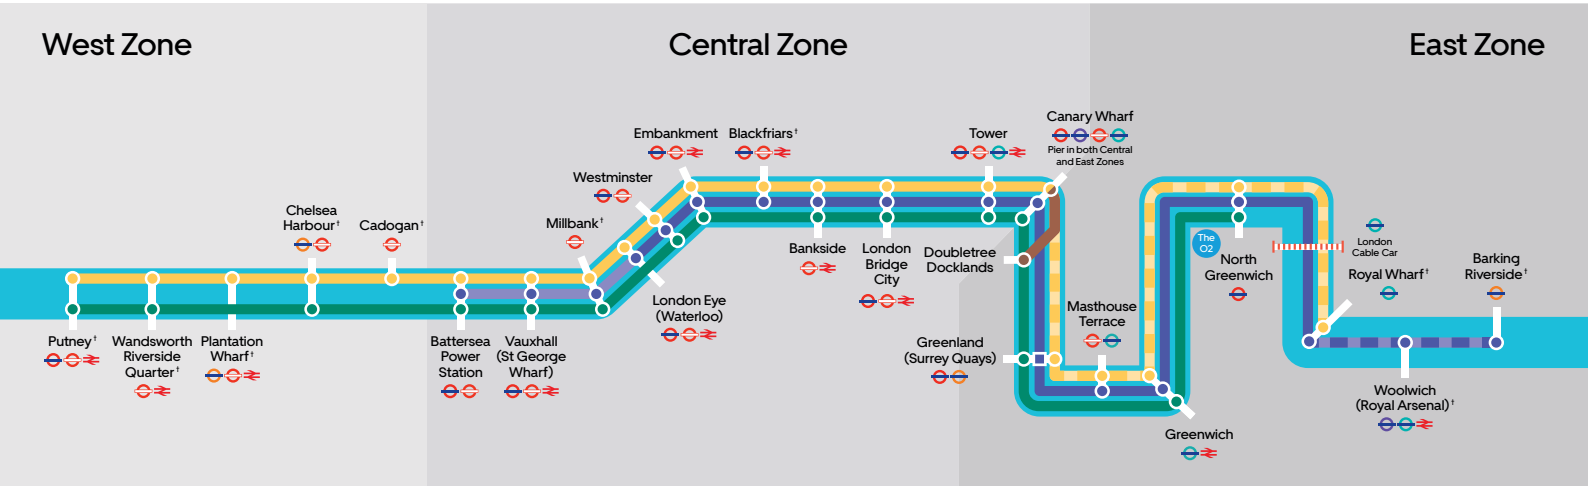 West Zone
Central Zone
East Zone
Canary Wharf
Pier in both Central
and East Zones
Embankment
Blackfriars†
Tower
Westminster
Chelsea
Harbour†
Cadogan†
Millbank†
Bankside
London
Bridge
City
Doubletree
Docklands
The
O2
North
Greenwich
London
Cable Car
Royal Wharf†
Barking
Riverside†
London Eye
(Waterloo)
Masthouse
Terrace
Putney†
Wandsworth
Riverside
Quarter†
Plantation
Wharf†
Battersea
Power
Station
Vauxhall
(St George
Wharf)
Greenland
(Surrey Quays)
Woolwich
(Royal Arsenal)†
Greenwich